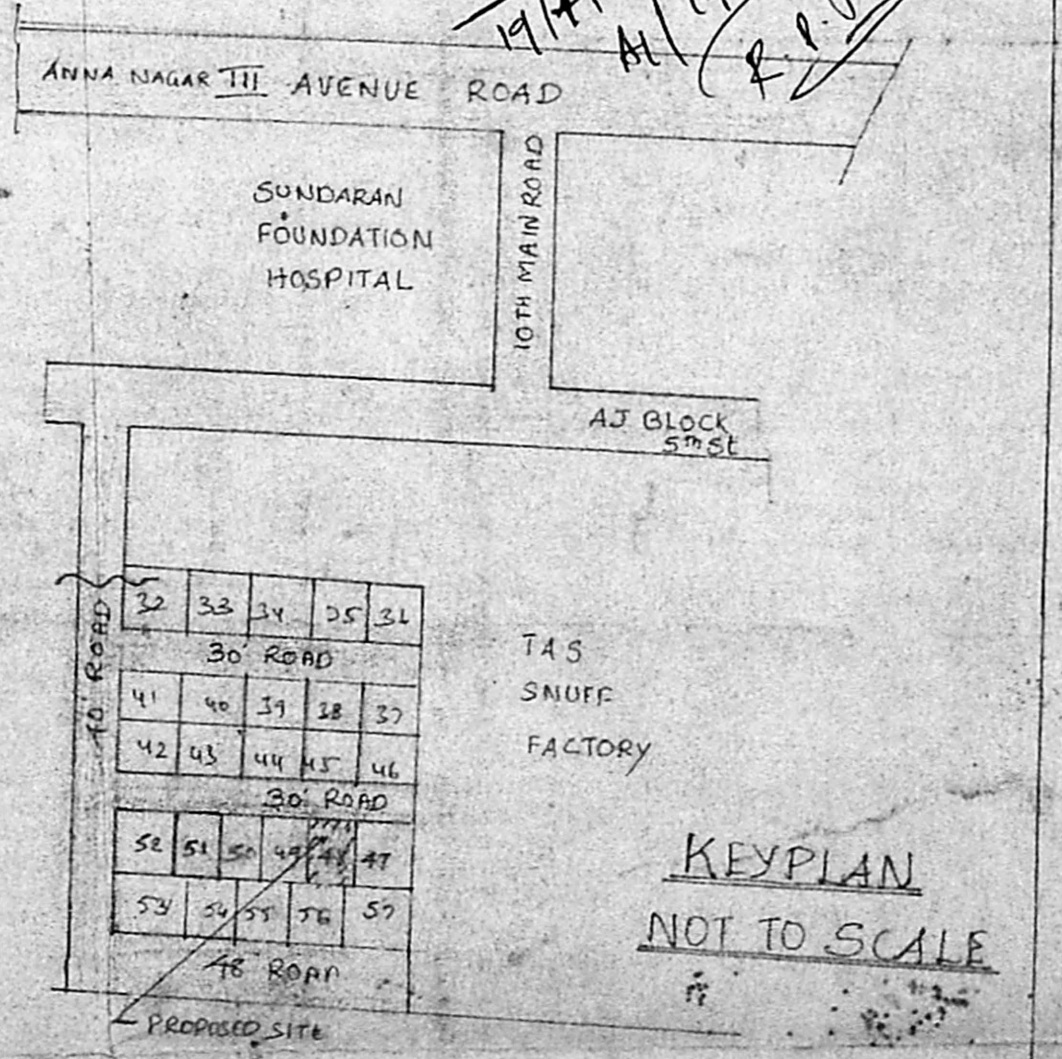 19/
A1/
(R.P.
ANNA NAGAR III AVENUE ROAD
SUNDARAN
FOUNDATION
HOSPITAL
10TH MAIN ROAD
AJ BLOCK
5th St
32 33 34 35 36
30' ROAD
40' ROAD
41 40 39 38 37
42 43 44 45 46
30' ROAD
52 51 50 49 48 47
53 54 55 56 57
48 ROAD
PROPOSED SITE
TAS
SNUFF
FACTORY
KEYPLAN
NOT TO SCALE